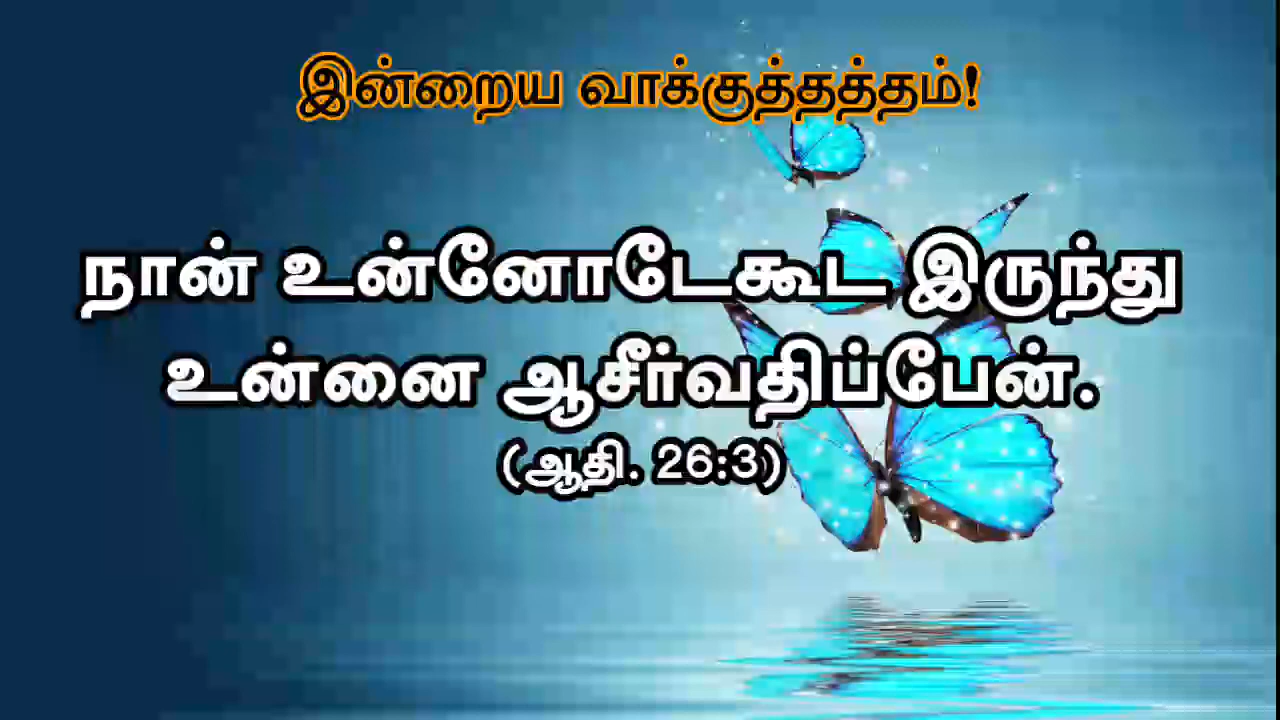 இன்றைய வாக்குத்தத்தம்!
நான் உன்னோடேகூட இருந்து
உன்னை ஆசீர்வதிப்பேன்.
(ஆதி. 26:3)